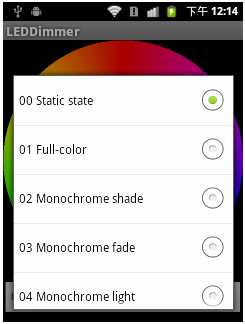 下午 12:14
LEDDimmer
00 Static state
01 Full-color
02 Monochrome shade
03 Monochrome fade
04 Monochrome light